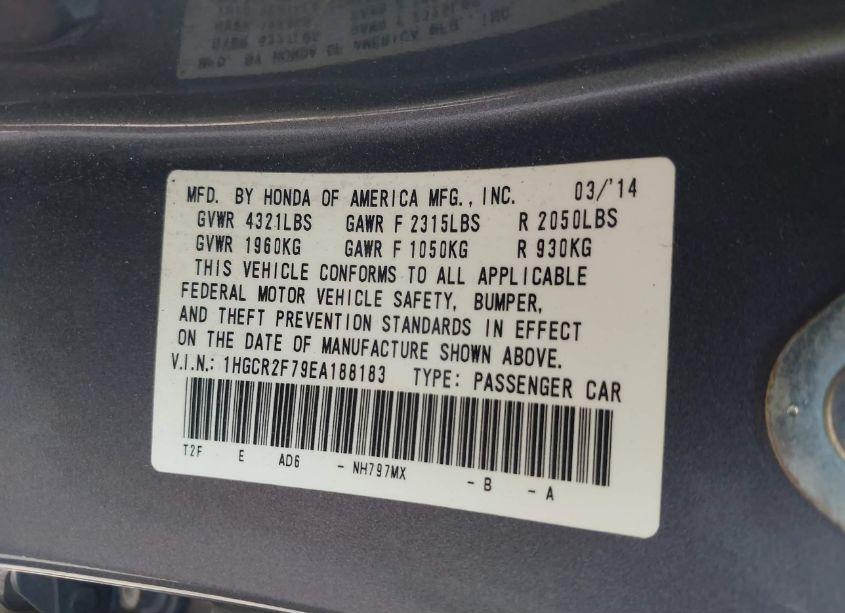 MFD. BY HONDA OF AMERICA MFG., INC. 03/'14
GVWR 4321LBS GAWR F 2315LBS R 2050LBS
GVWR 1960KG GAWR F 1050KG R 930KG
THIS VEHICLE CONFORMS TO ALL APPLICABLE
FEDERAL MOTOR VEHICLE SAFETY, BUMPER,
AND THEFT PREVENTION STANDARDS IN EFFECT
ON THE DATE OF MANUFACTURE SHOWN ABOVE.
V.I.N.: 1HGCR2F79EA188183 TYPE: PASSENGER CAR
T2F E AD6 - NH797MX - B - A